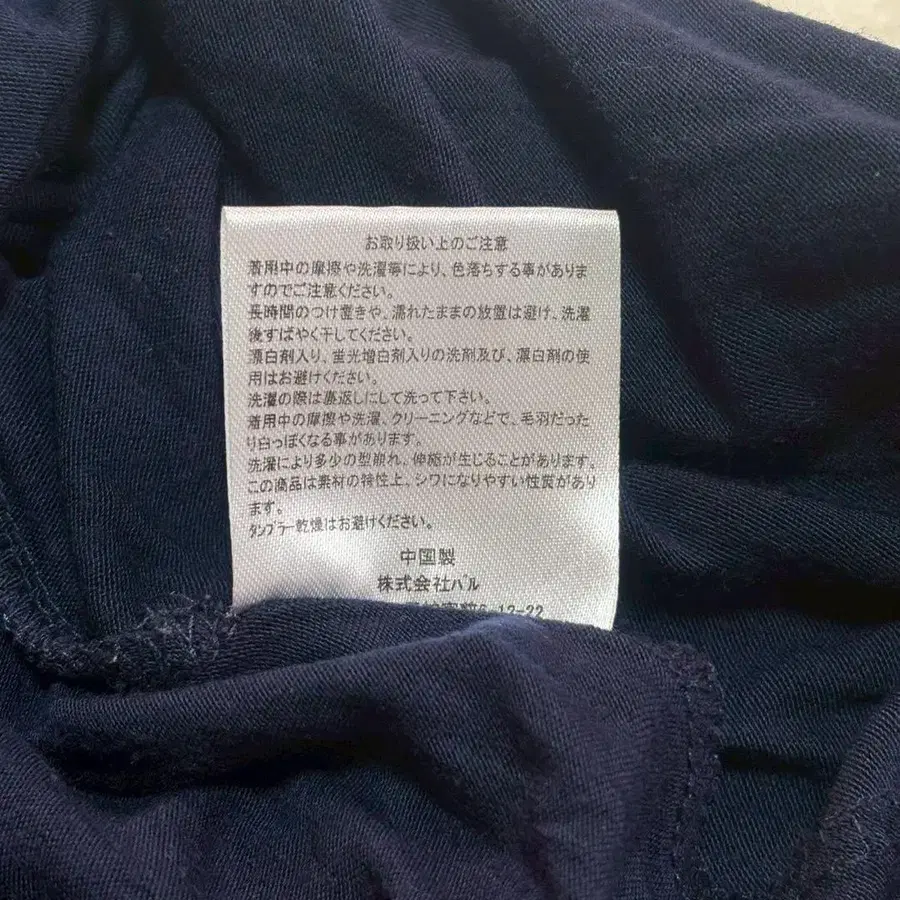 お取り扱い上のご注意
着用中の摩擦や洗濯等により、色落ちする事がありま
すのでご注意ください。
長時間のつけ置きや、濡れたままの放置は避け、洗濯
後すばやく干してください。
漂白剤入り、蛍光増白剤入りの洗剤及び、漂白剤の使
用はお避けください。
洗濯の際は裏返しにして洗って下さい。
着用中の摩擦や洗濯、クリーニングなどで、毛羽だった
り白っぽくなる事があります。
洗濯により多少の型崩れ、伸縮が生じることがあります。
この商品は素材の特性上、シワになりやすい性質があり
ます。
タンブラー乾燥はお避けください。
中国製
株式会社パル
6-12-22